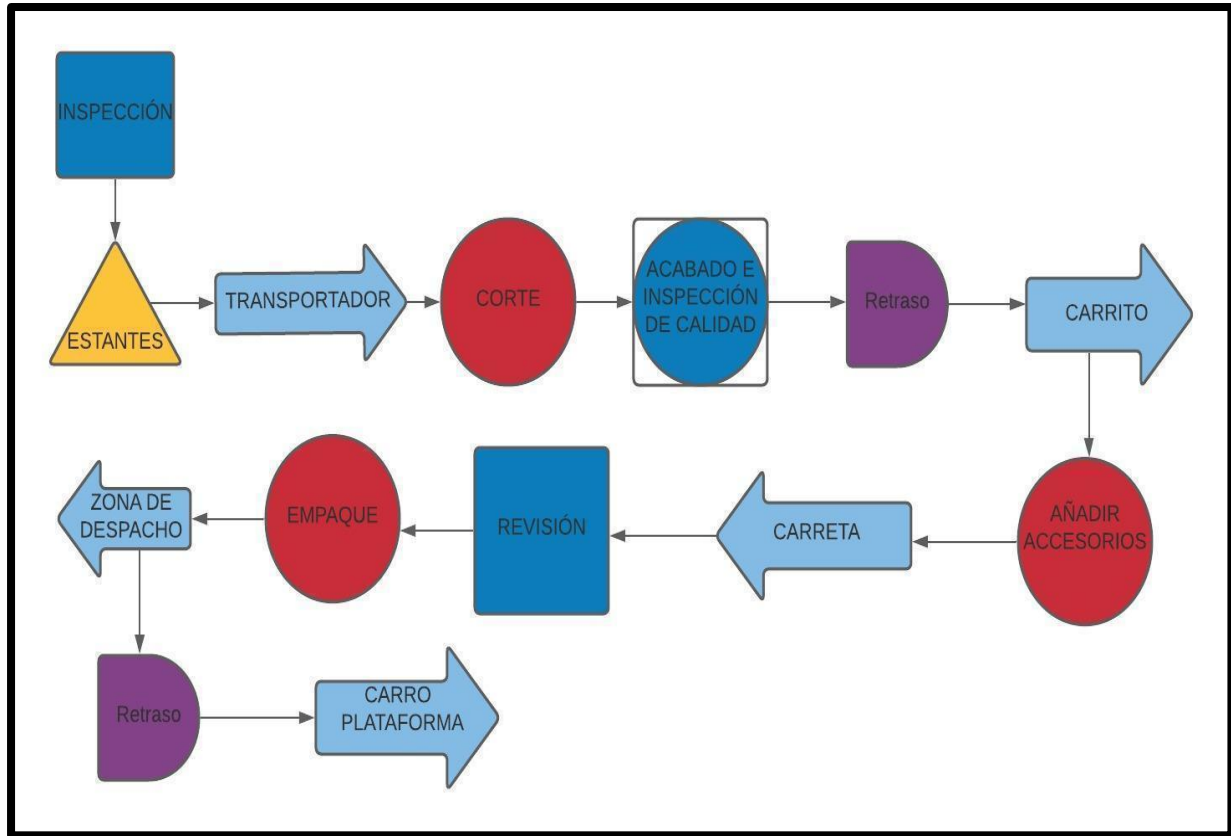 INSPECCIÓN
ESTANTES
TRANSPORTADOR
CORTE
ACABADO E
INSPECCIÓN
DE CALIDAD
Retraso
CARRITO
AÑADIR
ACCESORIOS
CARRETA
REVISIÓN
EMPAQUE
ZONA DE
DESPACHO
Retraso
CARRO
PLATAFORMA